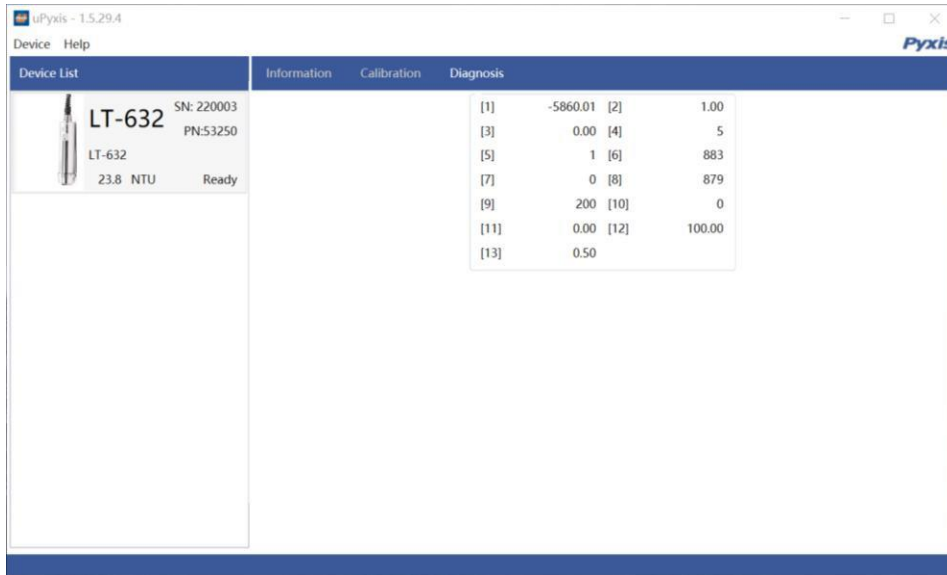 uPyxis - 1.5.29.4
Device Help
Pyxis
Device List
Information Calibration Diagnosis
LT-632
SN: 220003
PN:53250
LT-632
23.8 NTU Ready
[1] -5860.01 [2] 1.00
[3] 0.00 [4] 5
[5] 1 [6] 883
[7] 0 [8] 879
[9] 200 [10] 0
[11] 0.00 [12] 100.00
[13] 0.50